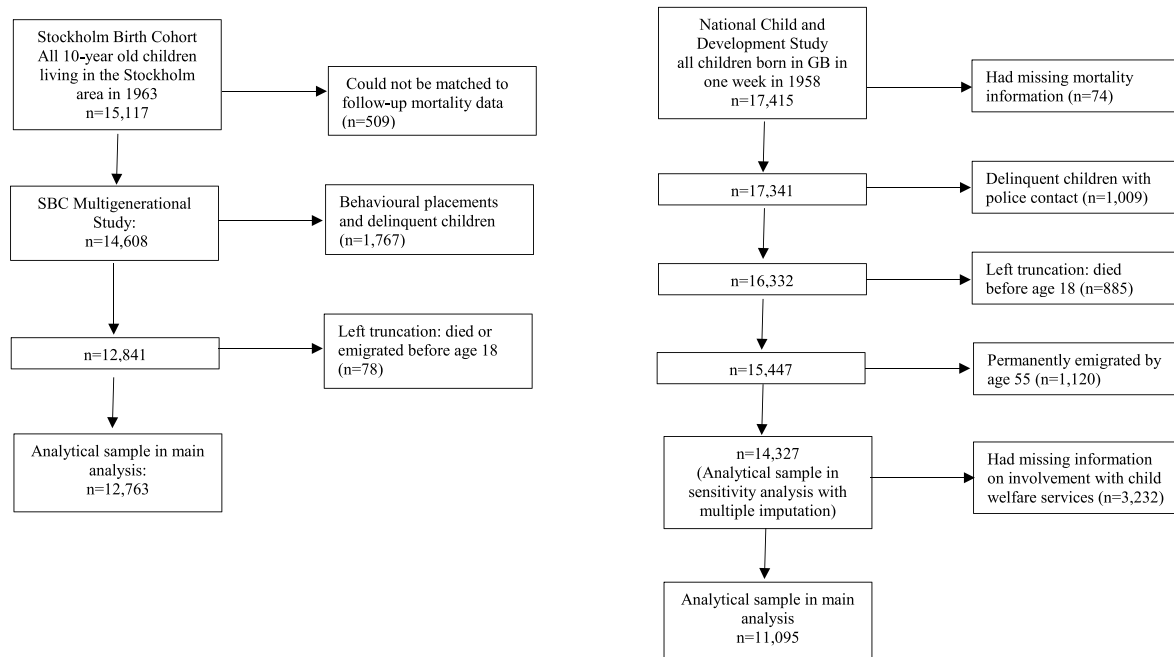 Stockholm Birth Cohort
All 10-year old children
living in the Stockholm
area in 1963
n=15,117
Could not be matched to
follow-up mortality data
(n=509)
SBC Multigenerational
Study:
n=14,608
Behavioural placements
and delinquent children
(n=1,767)
n=12,841
Left truncation: died or
emigrated before age 18
(n=78)
Analytical sample in main
analysis:
n=12,763
National Child and
Development Study
all children born in GB in
one week in 1958
n=17,415
Had missing mortality
information (n=74)
n=17,341
Delinquent children with
police contact (n=1,009)
n=16,332
Left truncation: died
before age 18 (n=885)
n=15,447
Permanently emigrated by
age 55 (n=1,120)
n=14,327
(Analytical sample in
sensitivity analysis with
multiple imputation)
Had missing information
on involvement with child
welfare services (n=3,232)
Analytical sample in main
analysis
n=11,095